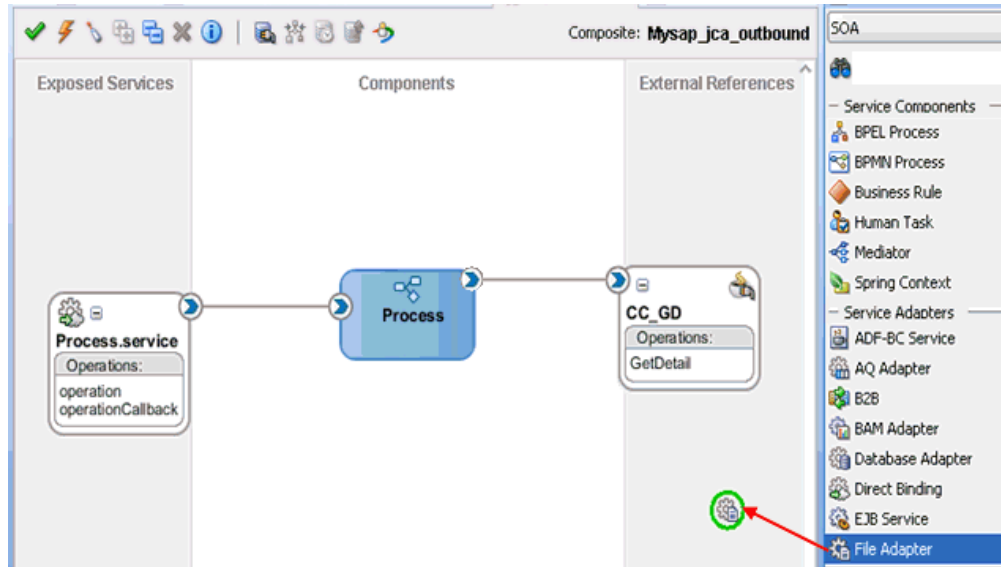 Composite: Mysap_jca_outbound
Exposed Services
Components
External References
Process.service
Operations:
operation
operationCallback
Process
CC_GD
Operations:
GetDetail
SOA
Service Components
BPEL Process
BPMN Process
Business Rule
Human Task
Mediator
Spring Context
Service Adapters
ADF-BC Service
AQ Adapter
B2B
BAM Adapter
Database Adapter
Direct Binding
EJB Service
File Adapter